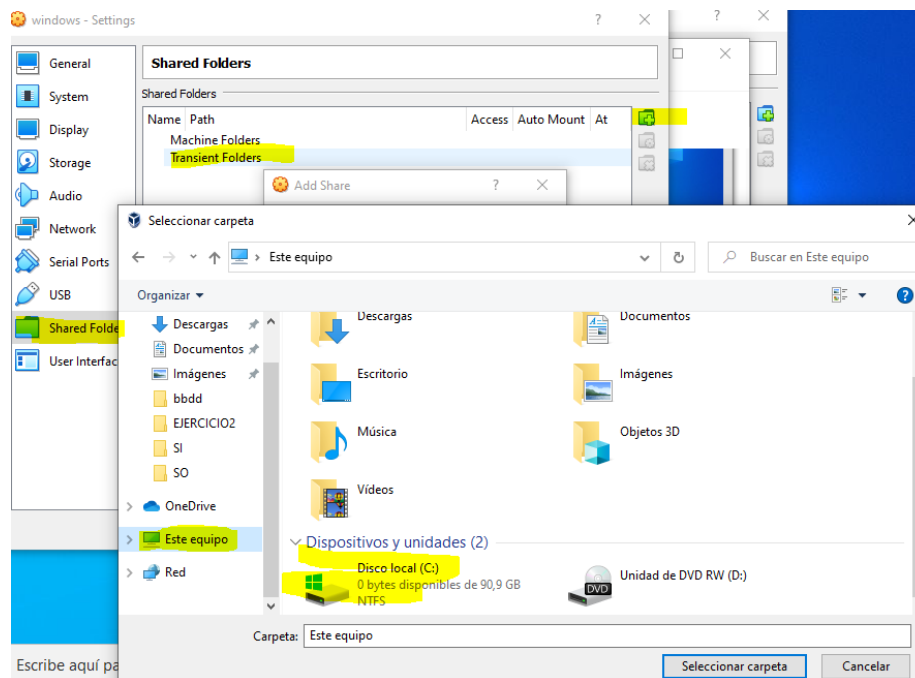 windows - Settings
General
System
Display
Storage
Audio
Network
Serial Ports
USB
Shared Folde
User Interfac
Shared Folders
Shared Folders
Name Path Access Auto Mount At
Machine Folders
Transient Folders
Add Share
Seleccionar carpeta
Este equipo
Buscar en Este equipo
Organizar
Descargas
Documentos
Imágenes
bbdd
EJERCICIO2
SI
SO
OneDrive
Este equipo
Red
Descargas
Documentos
Escritorio
Imágenes
Música
Objetos 3D
Vídeos
Dispositivos y unidades (2)
Disco local (C:)
0 bytes disponibles de 90,9 GB
NTFS
Unidad de DVD RW (D:)
DVD
Carpeta: Este equipo
Seleccionar carpeta
Cancelar
Escribe aquí pa